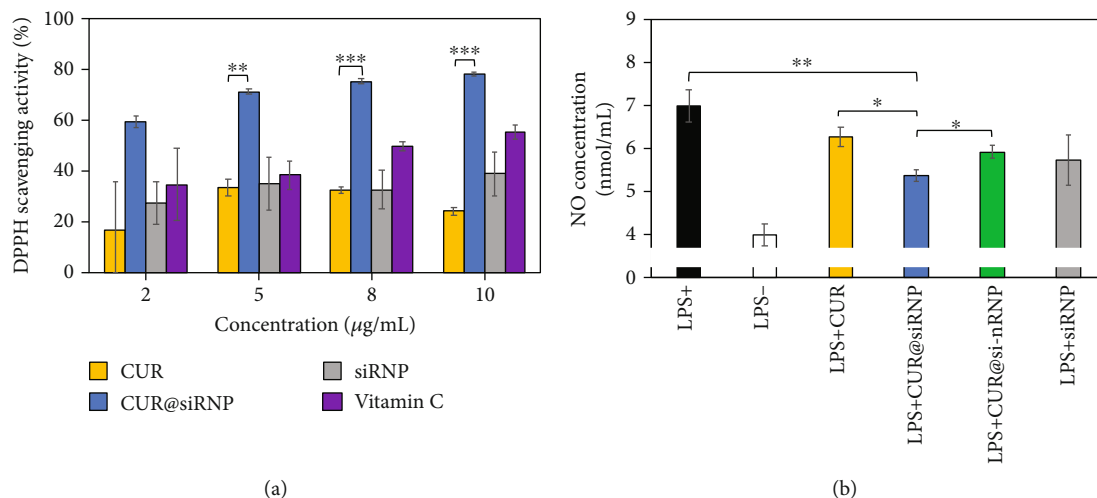 100
80
60
40
20
0
DPPH scavenging activity (%)
**
***
***
2
5
8
10
Concentration (µg/mL)
CUR
siRNP
CUR@siRNP
Vitamin C
(a)
9
8
7
6
5
4
0
NO concentration
(nmol/mL)
**
*
*
LPS+
LPS−
LPS+CUR
LPS+CUR@siRNP
LPS+CUR@si-nRNP
LPS+siRNP
(b)